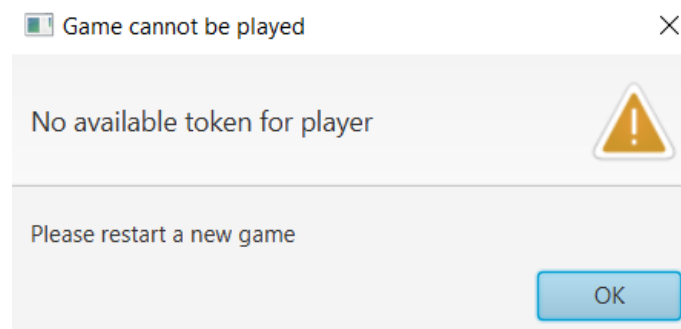 Game cannot be played
No available token for player
Please restart a new game
OK